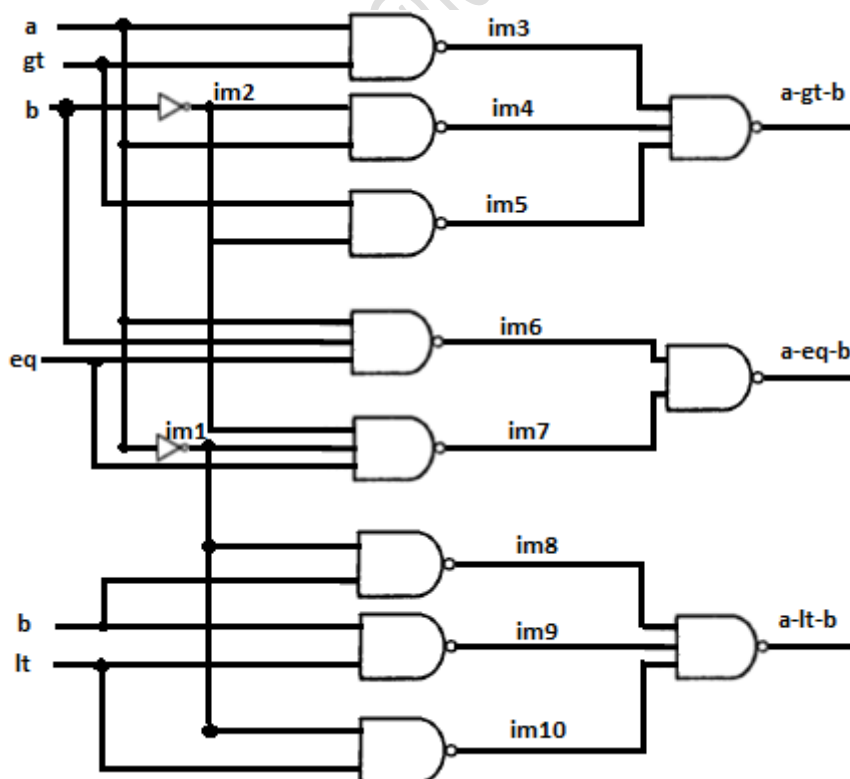 a
im3
gt
im2
b
im4
a-gt-b
im5
im6
eq
a-eq-b
im1
im7
im8
b
im9
a-lt-b
lt
im10